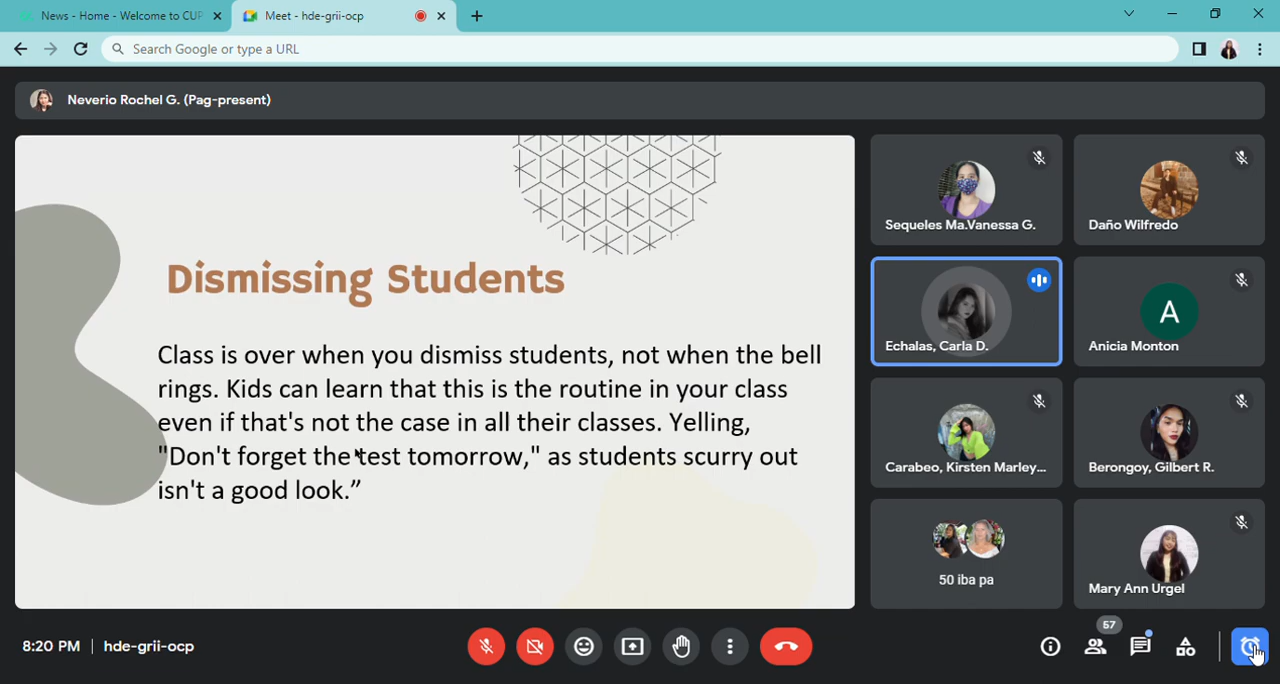 News - Home - Welcome to CUP
Meet - hde-grii-ocp
Search Google or type a URL
Neverio Rochel G. (Pag-present)
Dismissing Students
Class is over when you dismiss students, not when the bell
rings. Kids can learn that this is the routine in your class
even if that's not the case in all their classes. Yelling,
"Don't forget the test tomorrow," as students scurry out
isn't a good look.”
Sequeles Ma.Vanessa G.
Daño Wilfredo
Echalas, Carla D.
A
Anicia Monton
Carabeo, Kirsten Marley...
Berongoy, Gilbert R.
50 iba pa
Mary Ann Urgel
8:20 PM | hde-grii-ocp
57